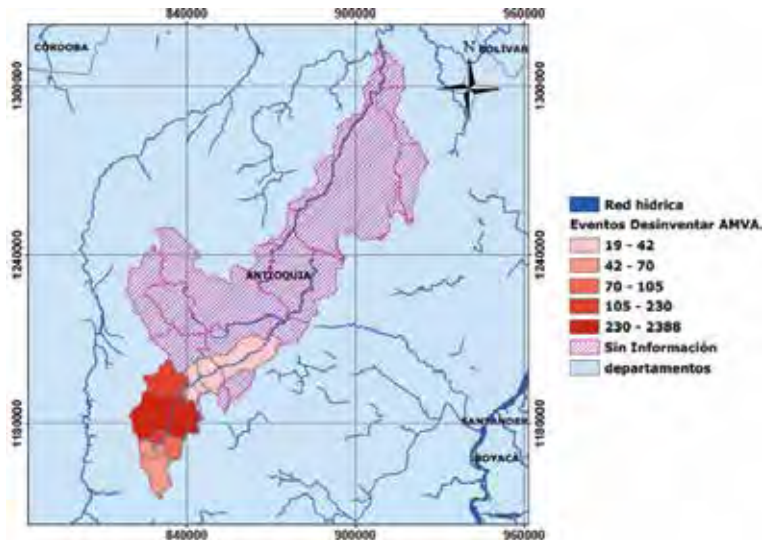 840000 900000 960000
CÓRDOBA
N
BOLÍVAR
1300000
1300000
1240000
1240000
ANTIOQUIA
1180000
1180000
SANTANDER
BOYACÁ
840000 900000 960000
Red hídrica
Eventos Desinventar AMVA.
19 - 42
42 - 70
70 - 105
105 - 230
230 - 2388
Sin Información
departamentos